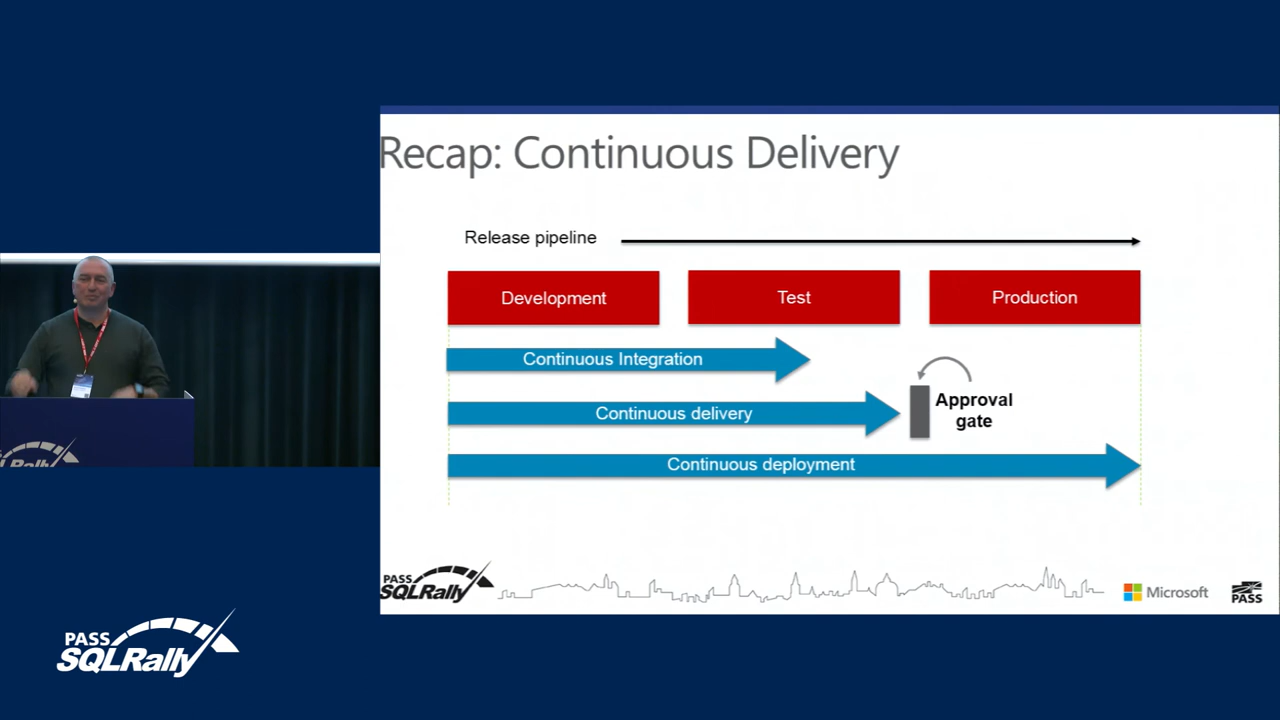 Recap: Continuous Delivery
Release pipeline
Development
Test
Production
Continuous Integration
Continuous delivery
Approval
gate
Continuous deployment
PASS
SQLRally
Microsoft
PASS
PASS
SQLRally